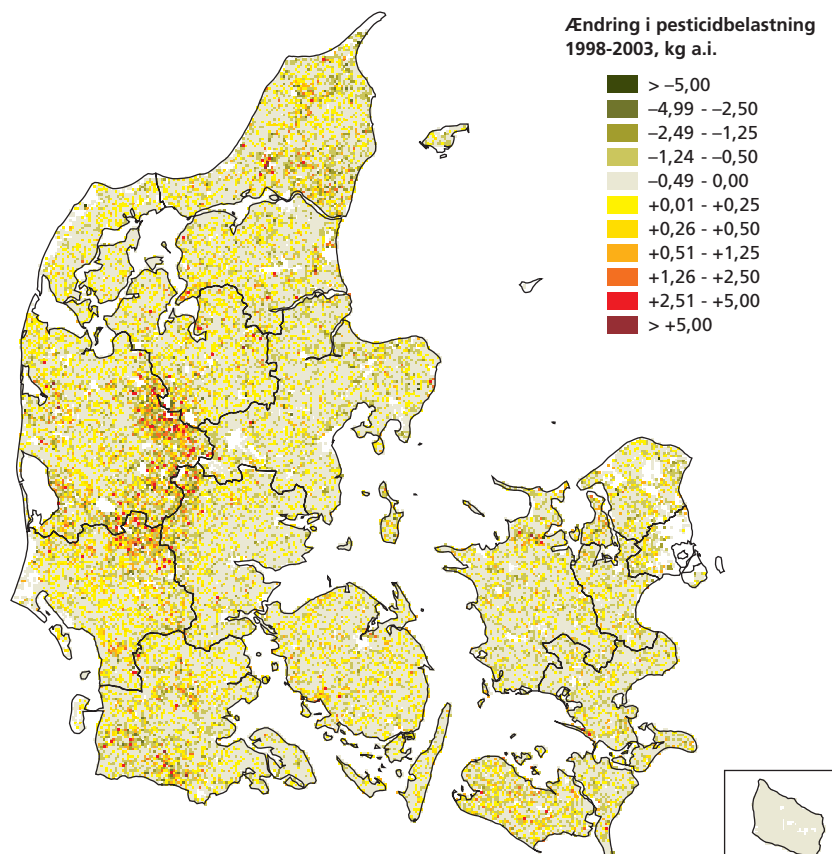 Ændring i pesticidbelastning
1998-2003, kg a.i.
> –5,00
–4,99 - –2,50
–2,49 - –1,25
–1,24 - –0,50
–0,49 - 0,00
+0,01 - +0,25
+0,26 - +0,50
+0,51 - +1,25
+1,26 - +2,50
+2,51 - +5,00
> +5,00